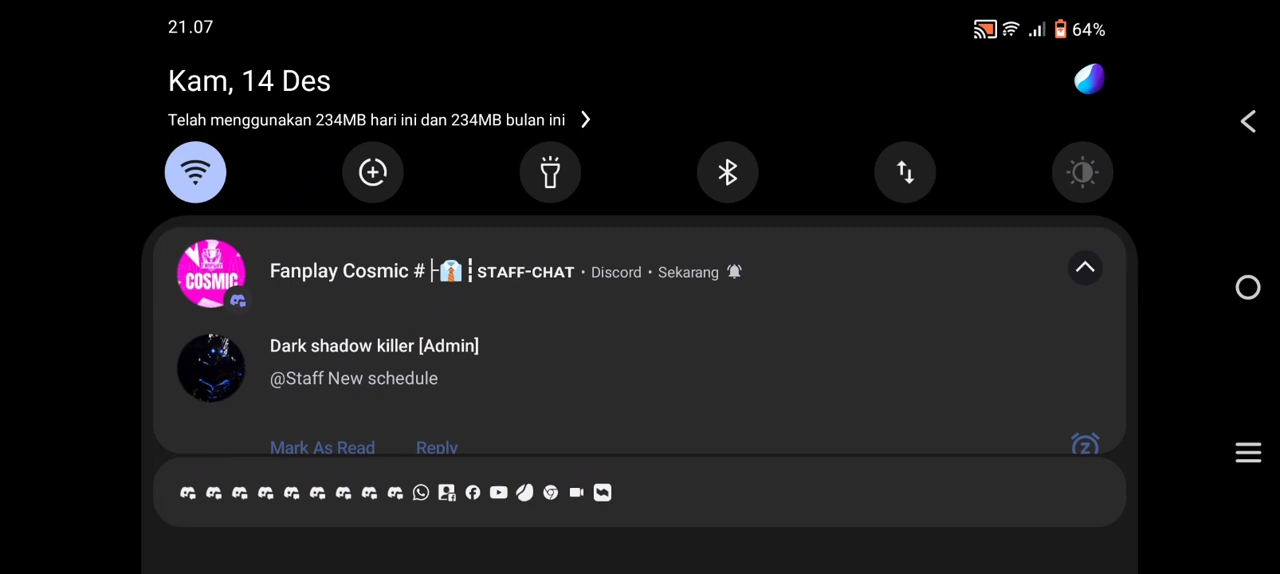 21.07
64%
Kam, 14 Des
Telah menggunakan 234MB hari ini dan 234MB bulan ini
COSMIC
Fanplay Cosmic #├👔┇STAFF-CHAT • Discord • Sekarang
Dark shadow killer [Admin]
@Staff New schedule
Mark As Read Reply